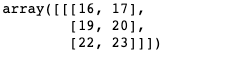 array([[[16, 17],
        [19, 20],
        [22, 23]]])